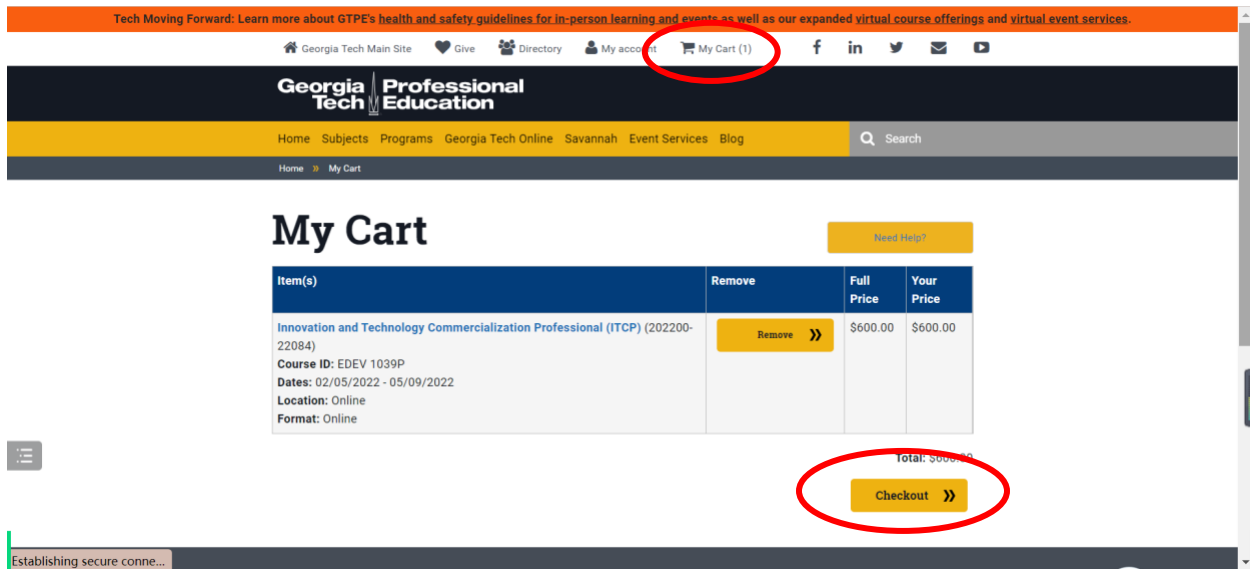 Tech Moving Forward: Learn more about GTPE's health and safety guidelines for in-person learning and events as well as our expanded virtual course offerings and virtual event services.
Georgia Tech Main Site Give Directory My account My Cart (1)
Georgia Professional
Tech Education
Home Subjects Programs Georgia Tech Online Savannah Event Services Blog Search
Home » My Cart
My Cart
Need Help?
Item(s) Remove Full Price Your Price
Innovation and Technology Commercialization Professional (ITCP) (202200-
22084)
Remove » $600.00 $600.00
Course ID: EDEV 1039P
Dates: 02/05/2022 - 05/09/2022
Location: Online
Format: Online
Total: $600.00
Checkout »
Establishing secure conne...